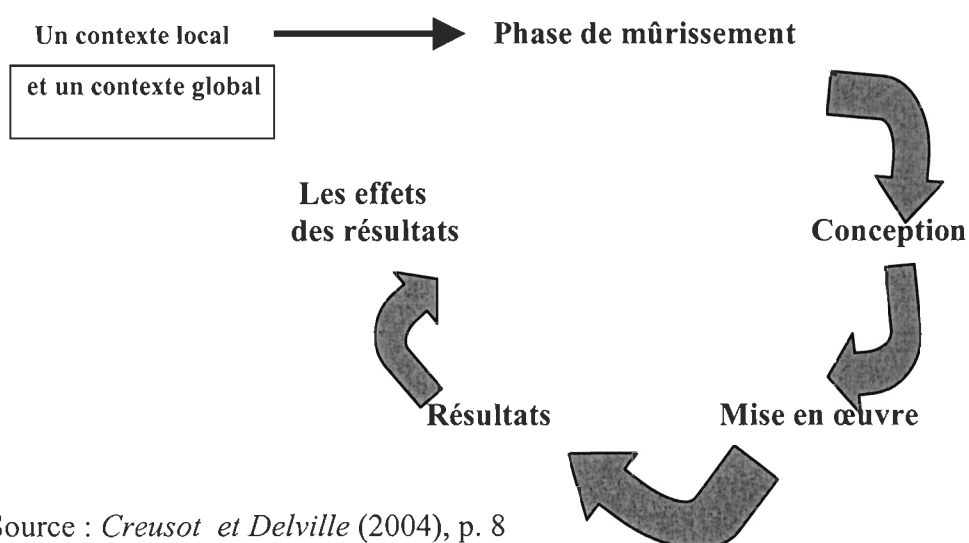 Un contexte local
Phase de mûrissement
et un contexte global
Les effets
des résultats
Conception
Résultats
Mise en œuvre
Source : Creusot et Delville (2004), p. 8